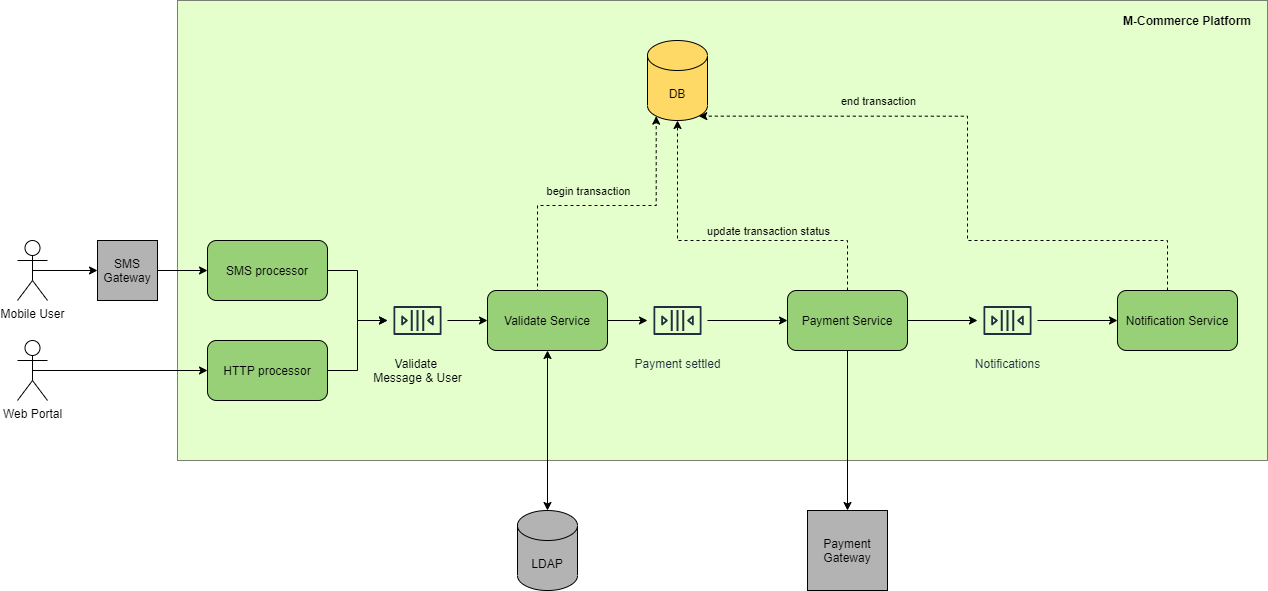 M-Commerce Platform
DB
end transaction
begin transaction
update transaction status
SMS
Gateway
SMS processor
Mobile User
Validate Service
Payment Service
Notification Service
Validate
Message & User
Payment settled
Notifications
HTTP processor
Web Portal
LDAP
Payment
Gateway